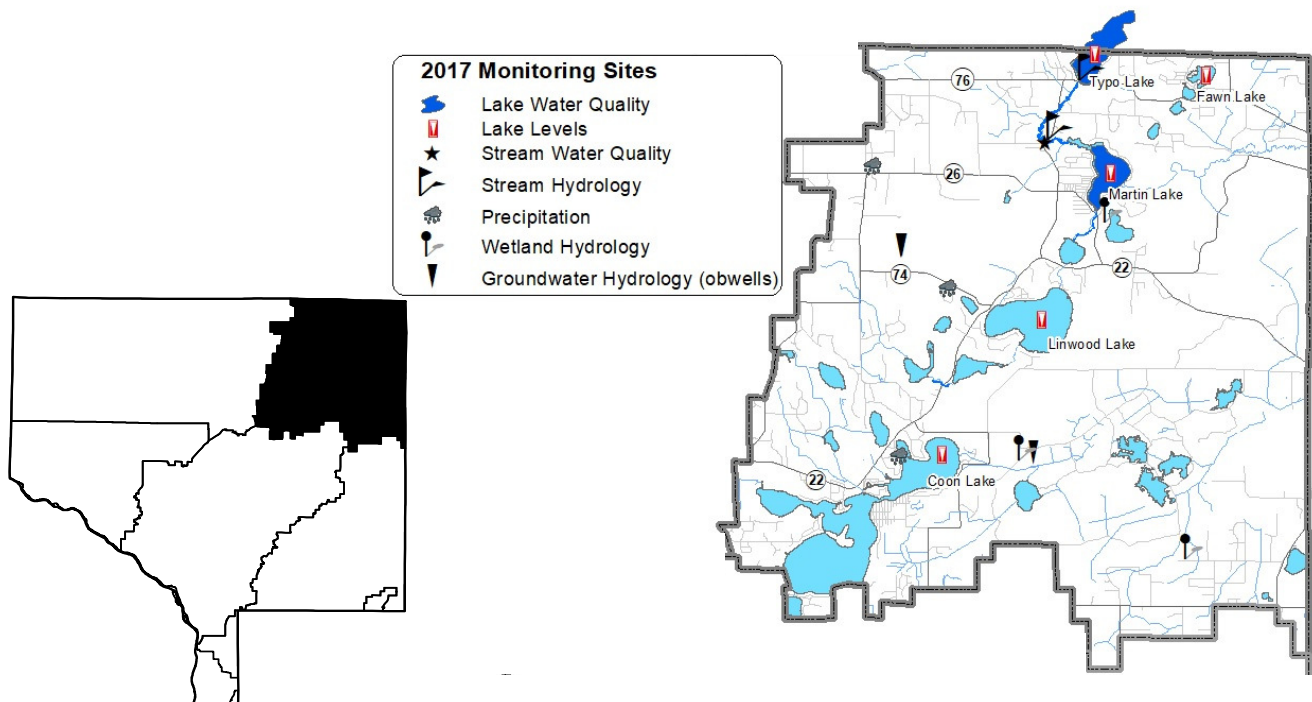 2017 Monitoring Sites
Lake Water Quality
Lake Levels
Stream Water Quality
Stream Hydrology
Precipitation
Wetland Hydrology
Groundwater Hydrology (obwells)
76
Typo Lake
Fawn Lake
26
Martin Lake
74
22
Linwood Lake
22
Coon Lake